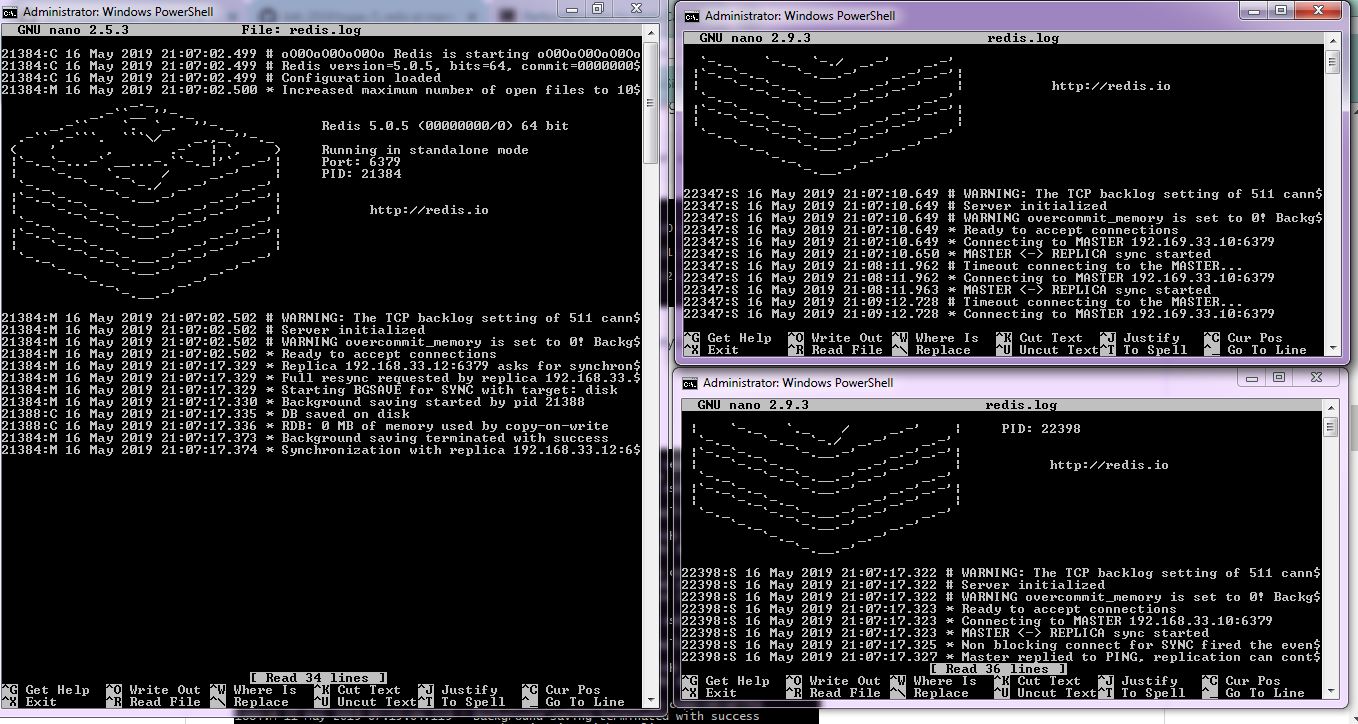 Administrator: Windows PowerShell
GNU nano 2.5.3 File: redis.log
21384:C 16 May 2019 21:07:02.499 # oO0OoO0OoO0Oo Redis is starting oO0OoO0OoO0Oo
21384:C 16 May 2019 21:07:02.499 # Redis version=5.0.5, bits=64, commit=0000000$
21384:C 16 May 2019 21:07:02.499 # Configuration loaded
21384:C 16 May 2019 21:07:02.500 * Increased maximum number of open files to 10$
Redis 5.0.5 (00000000/0) 64 bit
Running in standalone mode
Port: 6379
PID: 21384
http://redis.io
21384:M 16 May 2019 21:07:02.502 # WARNING: The TCP backlog setting of 511 cann$
21384:M 16 May 2019 21:07:02.502 # Server initialized
21384:M 16 May 2019 21:07:02.502 # WARNING overcommit_memory is set to 0! Backg$
21384:M 16 May 2019 21:07:02.502 * Ready to accept connections
21384:M 16 May 2019 21:07:17.329 * Replica 192.168.33.12:6379 asks for synchron$
21384:M 16 May 2019 21:07:17.329 * Full resync requested by replica 192.168.33.$
21384:M 16 May 2019 21:07:17.329 * Starting BGSAVE for SYNC with target: disk
21384:M 16 May 2019 21:07:17.330 * Background saving started by pid 21388
21388:C 16 May 2019 21:07:17.335 * DB saved on disk
21388:C 16 May 2019 21:07:17.336 * RDB: 0 MB of memory used by copy-on-write
21384:M 16 May 2019 21:07:17.373 * Background saving terminated with success
21384:M 16 May 2019 21:07:17.374 * Synchronization with replica 192.168.33.12:6$
[ Read 34 lines ]
^G Get Help ^O Write Out ^W Where Is ^K Cut Text ^J Justify ^C Cur Pos
^X Exit ^R Read File ^\ Replace ^U Uncut Text ^T To Spell ^_ Go To Line
Administrator: Windows PowerShell
GNU nano 2.9.3 redis.log
http://redis.io
22347:S 16 May 2019 21:07:10.649 # WARNING: The TCP backlog setting of 511 cann$
22347:S 16 May 2019 21:07:10.649 # Server initialized
22347:S 16 May 2019 21:07:10.649 # WARNING overcommit_memory is set to 0! Backg$
22347:S 16 May 2019 21:07:10.649 * Ready to accept connections
22347:S 16 May 2019 21:07:10.649 * Connecting to MASTER 192.169.33.10:6379
22347:S 16 May 2019 21:07:10.650 * MASTER <-> REPLICA sync started
22347:S 16 May 2019 21:08:11.962 # Timeout connecting to the MASTER...
22347:S 16 May 2019 21:08:11.962 * Connecting to MASTER 192.169.33.10:6379
22347:S 16 May 2019 21:08:11.963 * MASTER <-> REPLICA sync started
22347:S 16 May 2019 21:09:12.728 # Timeout connecting to the MASTER...
22347:S 16 May 2019 21:09:12.728 * Connecting to MASTER 192.169.33.10:6379
^G Get Help ^O Write Out ^W Where Is ^K Cut Text ^J Justify ^C Cur Pos
^X Exit ^R Read File ^\ Replace ^U Uncut Text ^T To Spell ^_ Go To Line
Administrator: Windows PowerShell
GNU nano 2.9.3 redis.log
PID: 22398
http://redis.io
22398:S 16 May 2019 21:07:17.322 # WARNING: The TCP backlog setting of 511 cann$
22398:S 16 May 2019 21:07:17.322 # Server initialized
22398:S 16 May 2019 21:07:17.322 # WARNING overcommit_memory is set to 0! Backg$
22398:S 16 May 2019 21:07:17.323 * Ready to accept connections
22398:S 16 May 2019 21:07:17.323 * Connecting to MASTER 192.168.33.10:6379
22398:S 16 May 2019 21:07:17.323 * MASTER <-> REPLICA sync started
22398:S 16 May 2019 21:07:17.325 * Non blocking connect for SYNC fired the even$
22398:S 16 May 2019 21:07:17.327 * Master replied to PING, replication can cont$
[ Read 36 lines ]
^G Get Help ^O Write Out ^W Where Is ^K Cut Text ^J Justify ^C Cur Pos
^X Exit ^R Read File ^\ Replace ^U Uncut Text ^T To Spell ^_ Go To Line
Background saving terminated with success